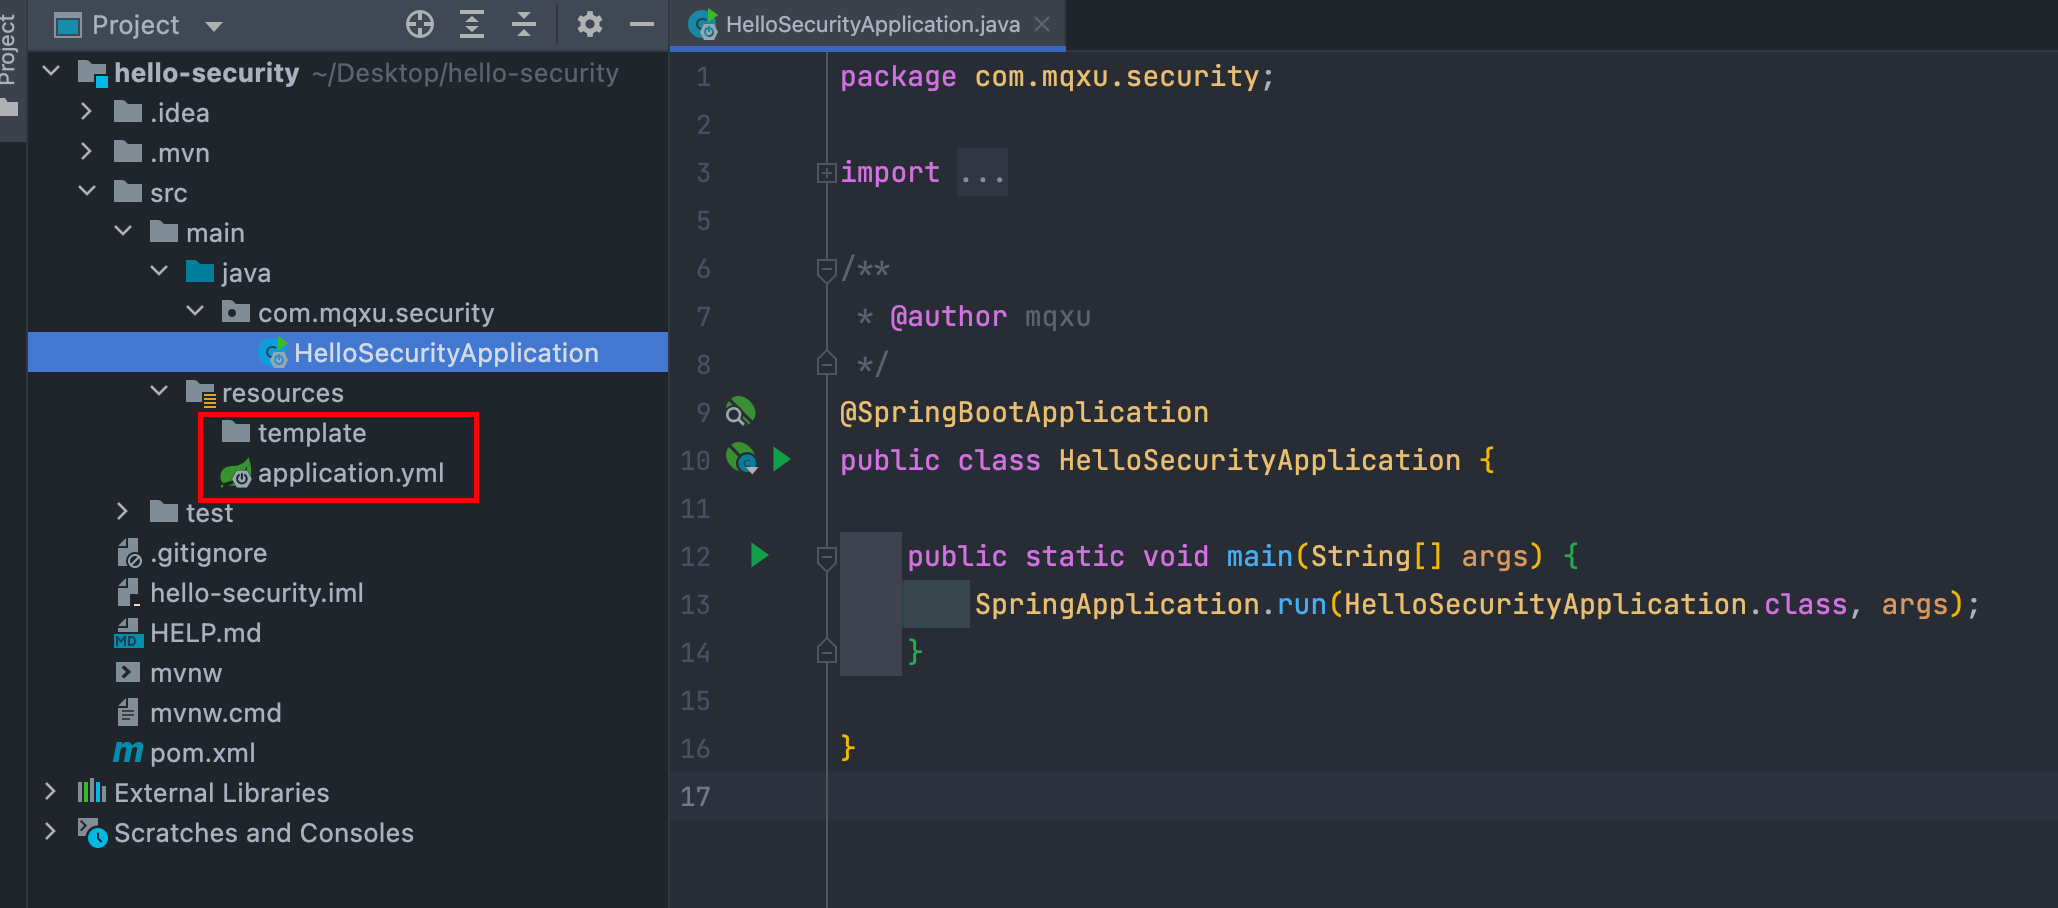 Project
Project
hello-security ~/Desktop/hello-security
.idea
.mvn
src
main
java
com.mqxu.security
HelloSecurityApplication
resources
template
application.yml
test
.gitignore
hello-security.iml
HELP.md
mvnw
mvnw.cmd
pom.xml
External Libraries
Scratches and Consoles
HelloSecurityApplication.java
1 package com.mqxu.security;
2
3 import ...
5
6 /**
7 * @author mqxu
8 */
9 @SpringBootApplication
10 public class HelloSecurityApplication {
11
12 public static void main(String[] args) {
13 SpringApplication.run(HelloSecurityApplication.class, args);
14 }
15
16 }
17